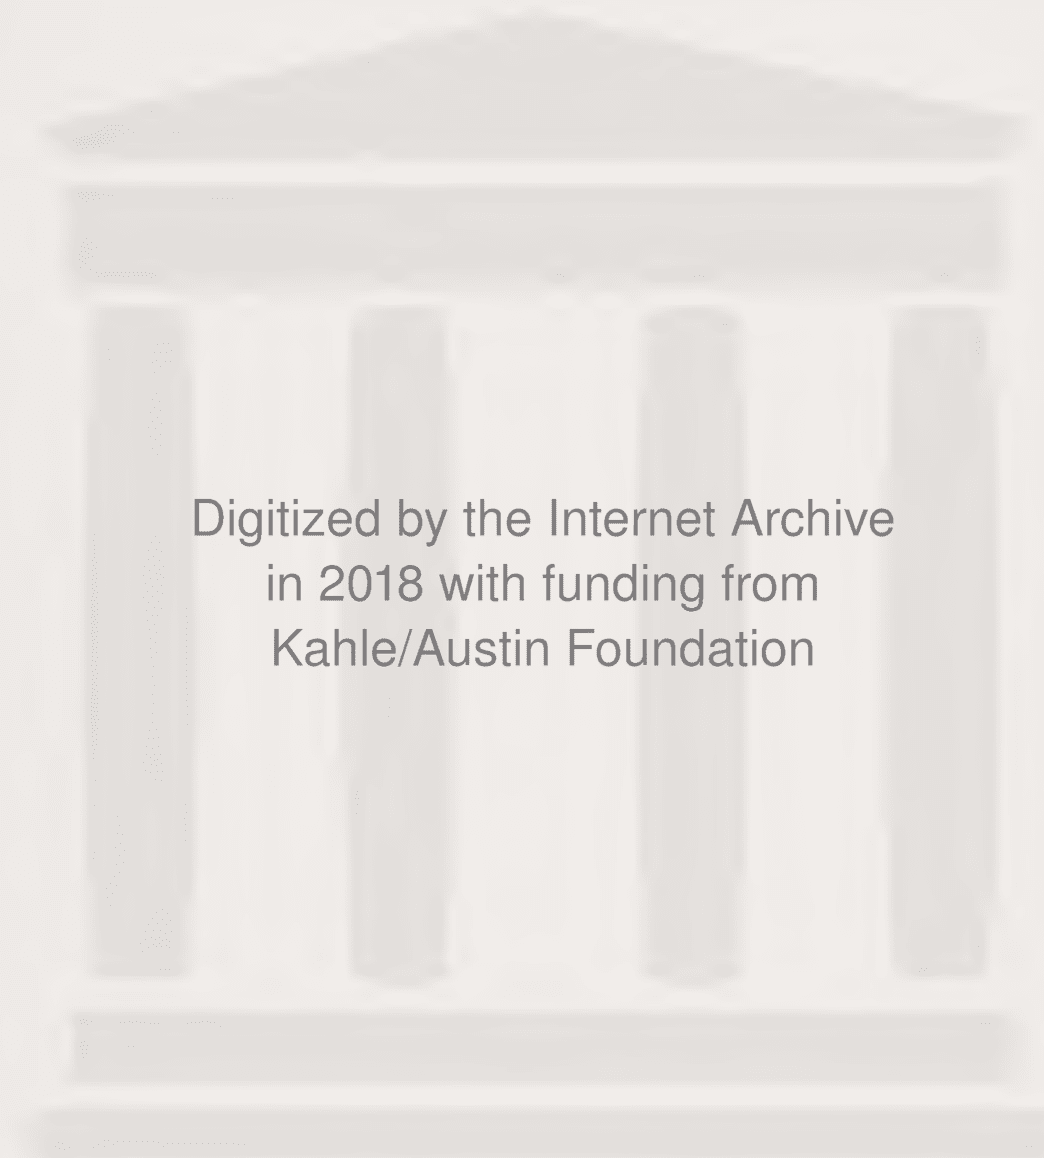 Digitized by the Internet Archive
in 2018 with funding from
Kahle/Austin Foundation